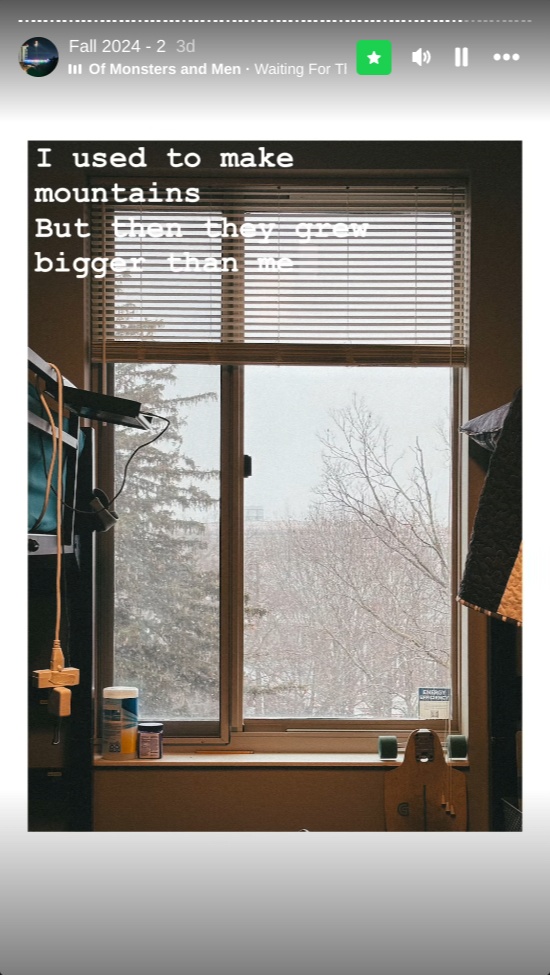 Fall 2024 - 2 3d
Of Monsters and Men · Waiting For Th
I used to make
mountains
But then they grew
bigger than me
ENERGY
EFFICIENCY